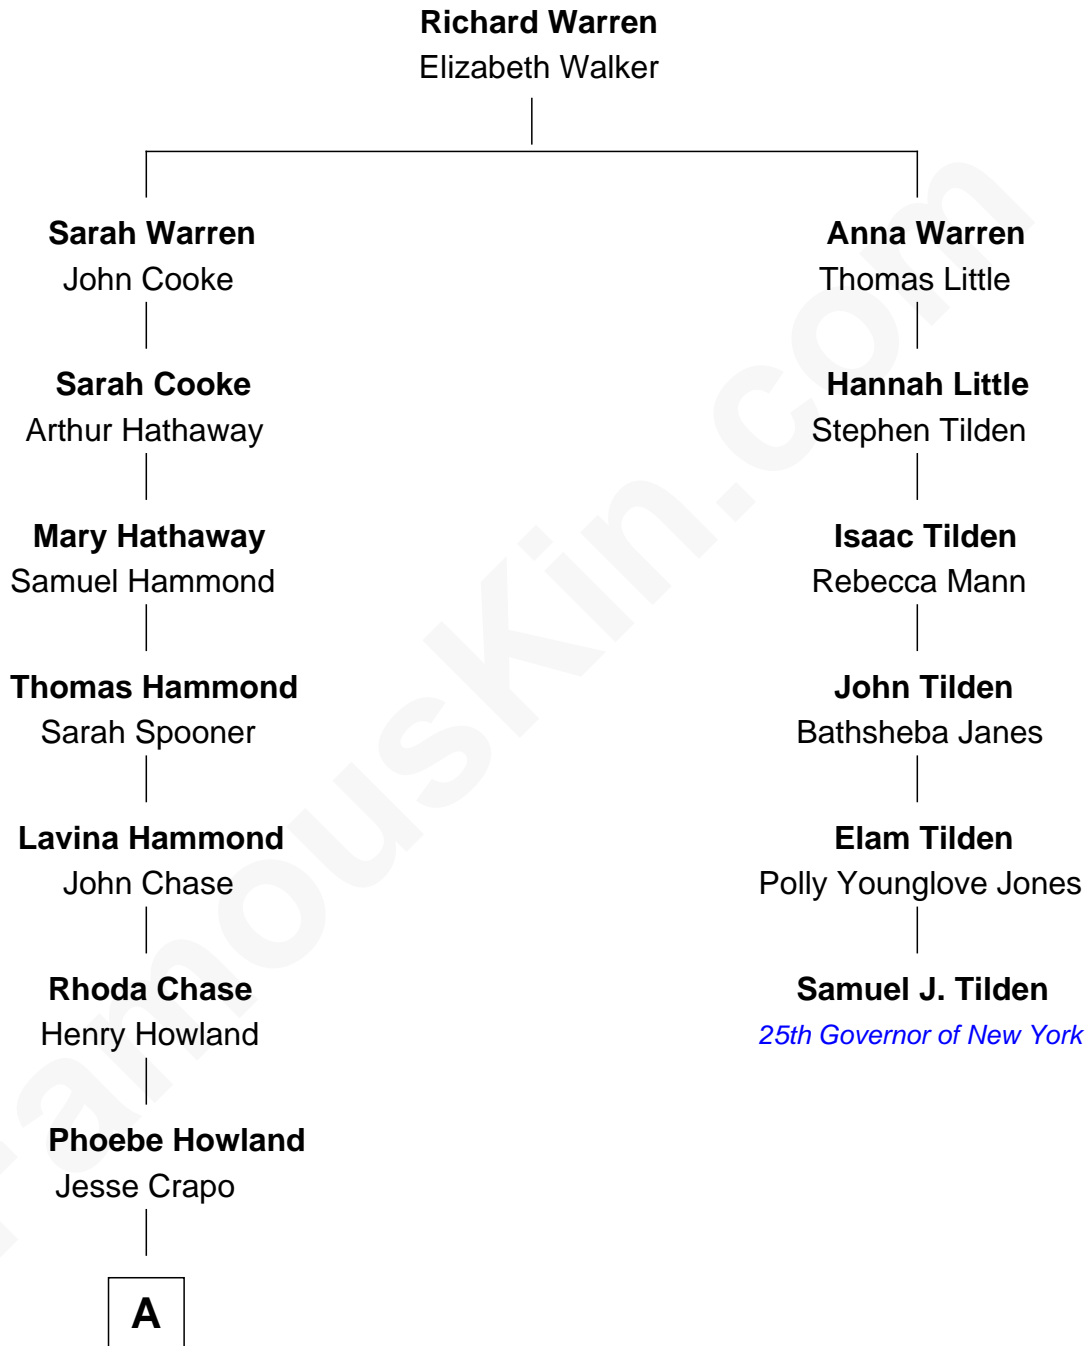 Richard Warren
Elizabeth Walker
Sarah Warren
John Cooke
Anna Warren
Thomas Little
Sarah Cooke
Arthur Hathaway
Hannah Little
Stephen Tilden
Mary Hathaway
Samuel Hammond
Isaac Tilden
Rebecca Mann
Thomas Hammond
Sarah Spooner
John Tilden
Bathsheba Janes
Lavina Hammond
John Chase
Elam Tilden
Polly Younglove Jones
Rhoda Chase
Henry Howland
Samuel J. Tilden
25th Governor of New York
Phoebe Howland
Jesse Crapo
A
FamousKin.com